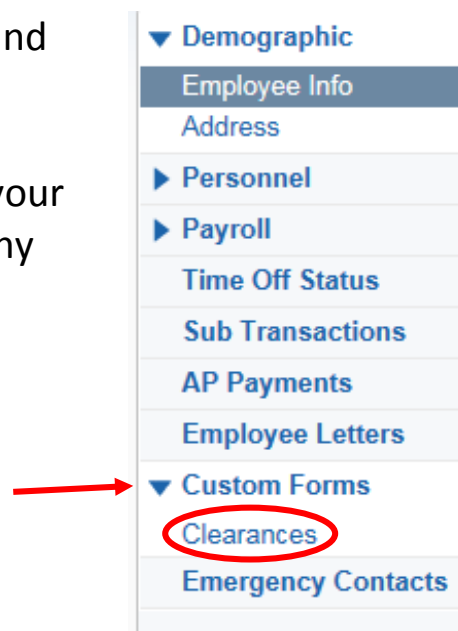 nd
your
ny
Demographic
Employee Info
Address
Personnel
Payroll
Time Off Status
Sub Transactions
AP Payments
Employee Letters
Custom Forms
Clearances
Emergency Contacts